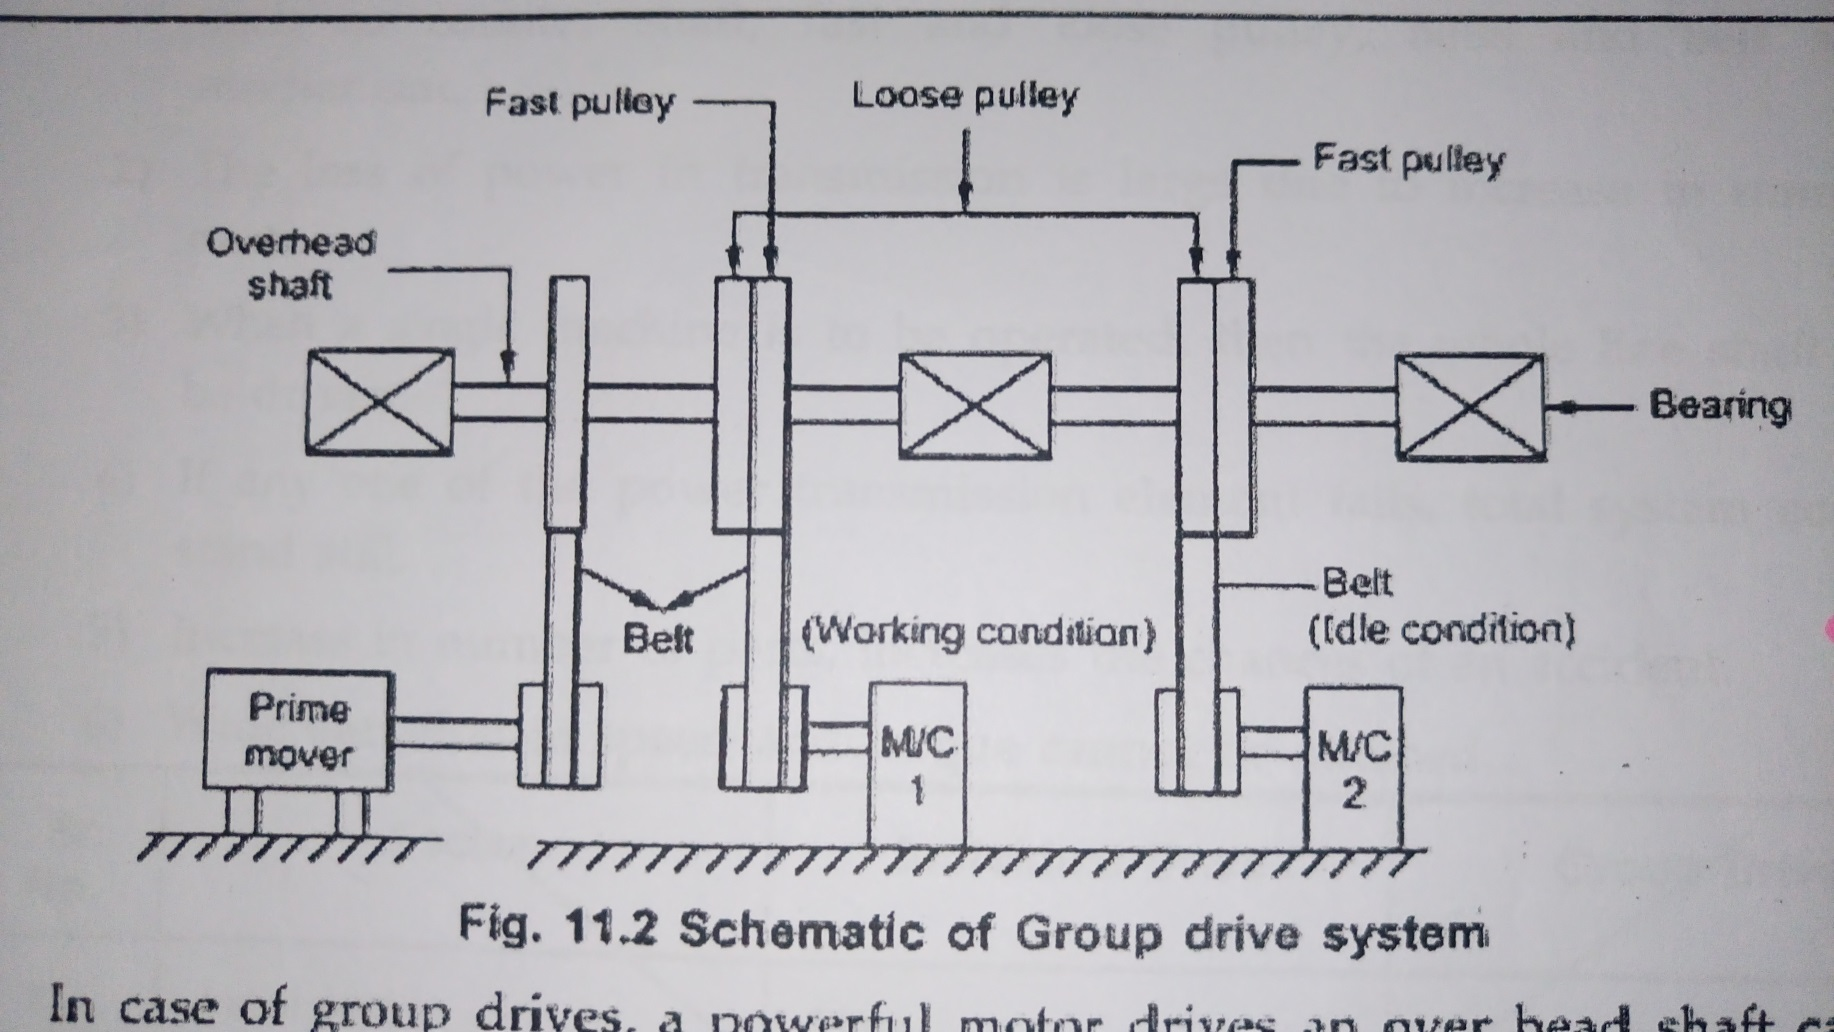 Fast pulley
Loose pulley
Fast pulley
Overhead
shaft
Bearing
Belt
(Working condition)
Belt
(Idle condition)
Prime
mover
M/C
1
M/C
2
Fig. 11.2 Schematic of Group drive system
In case of group drives, a powerful motor drives an over head shaft